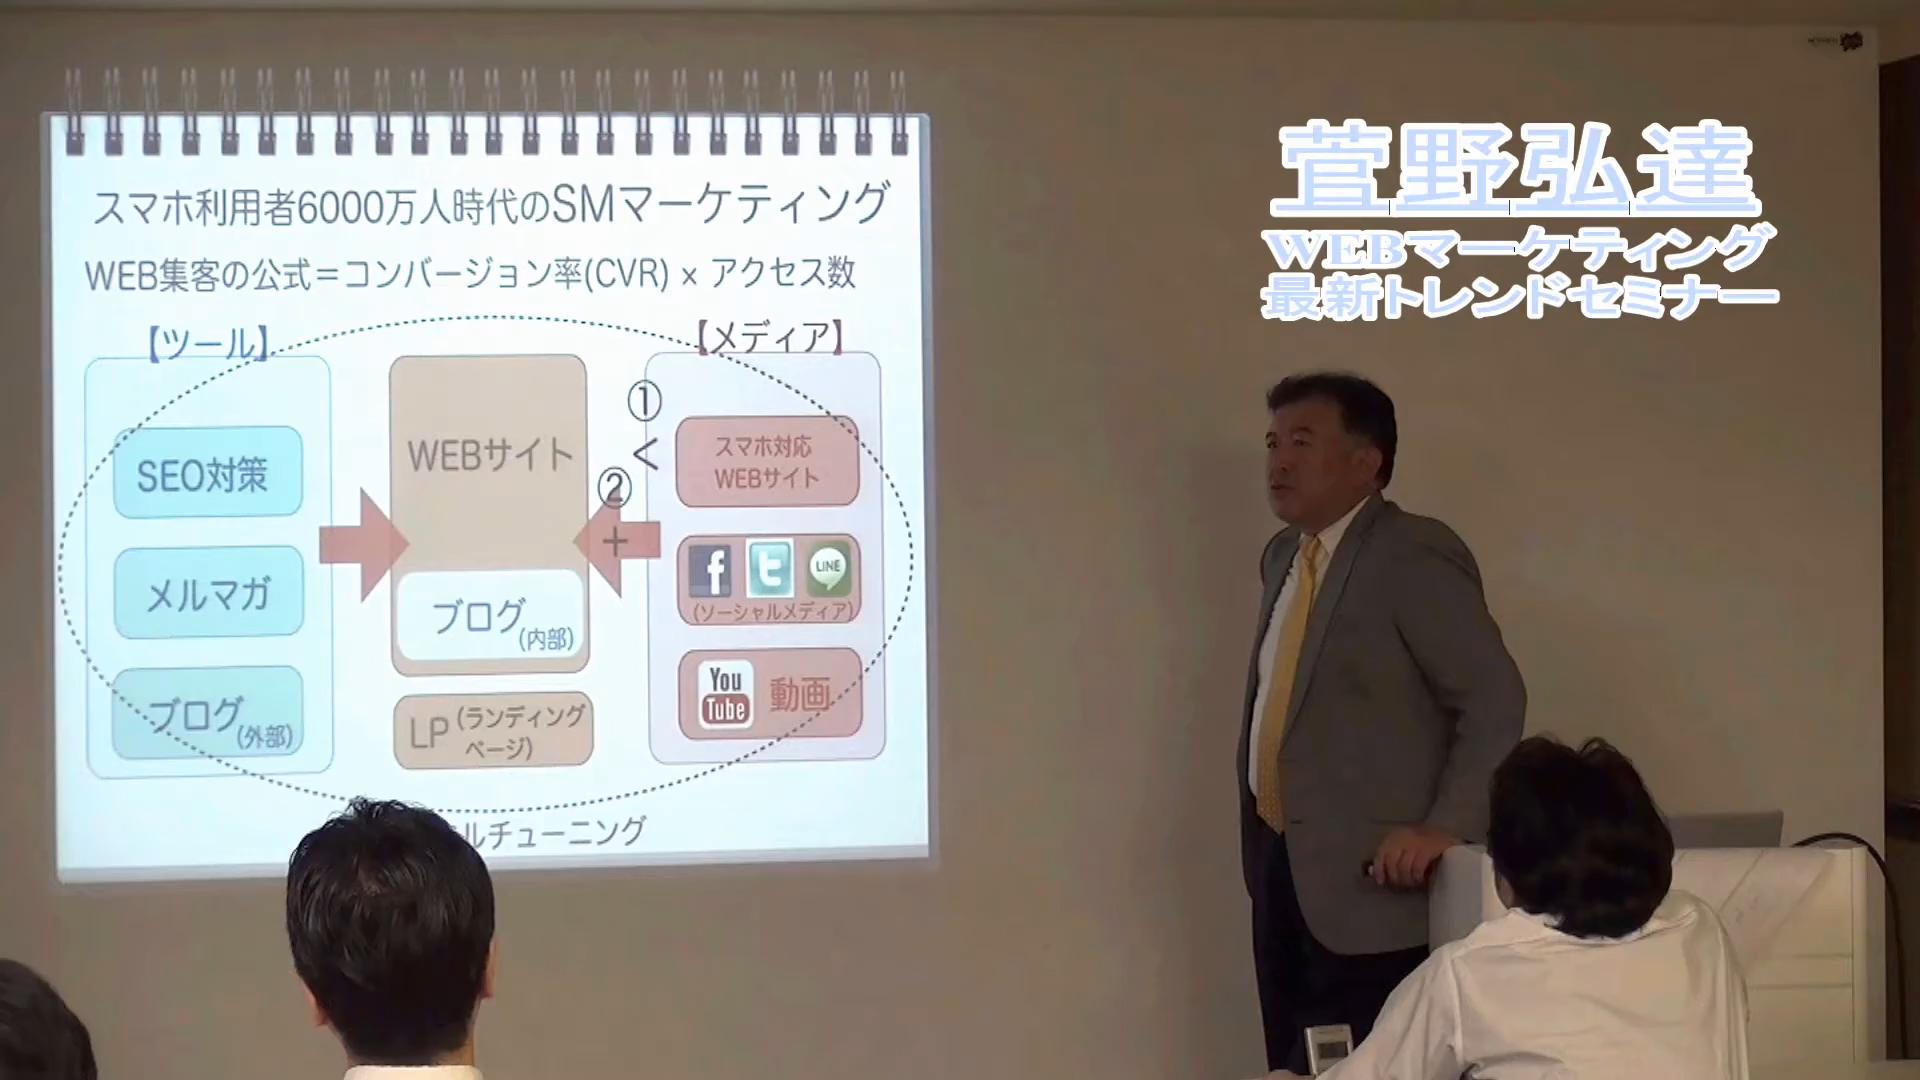 スマホ利用者6000万人時代のSMマーケティング
WEB集客の公式=コンバージョン率(CVR)×アクセス数
【ツール】
SEO対策
メルマガ
ブログ(外部)
WEBサイト
ブログ(内部)
LP(ランディング
ページ)
①
<
②
+
【メディア】
スマホ対応
WEBサイト
f
t
LINE
(ソーシャルメディア)
You
Tube
動画
ルチューニング
菅野弘達
WEBマーケティング
最新トレンドセミナー